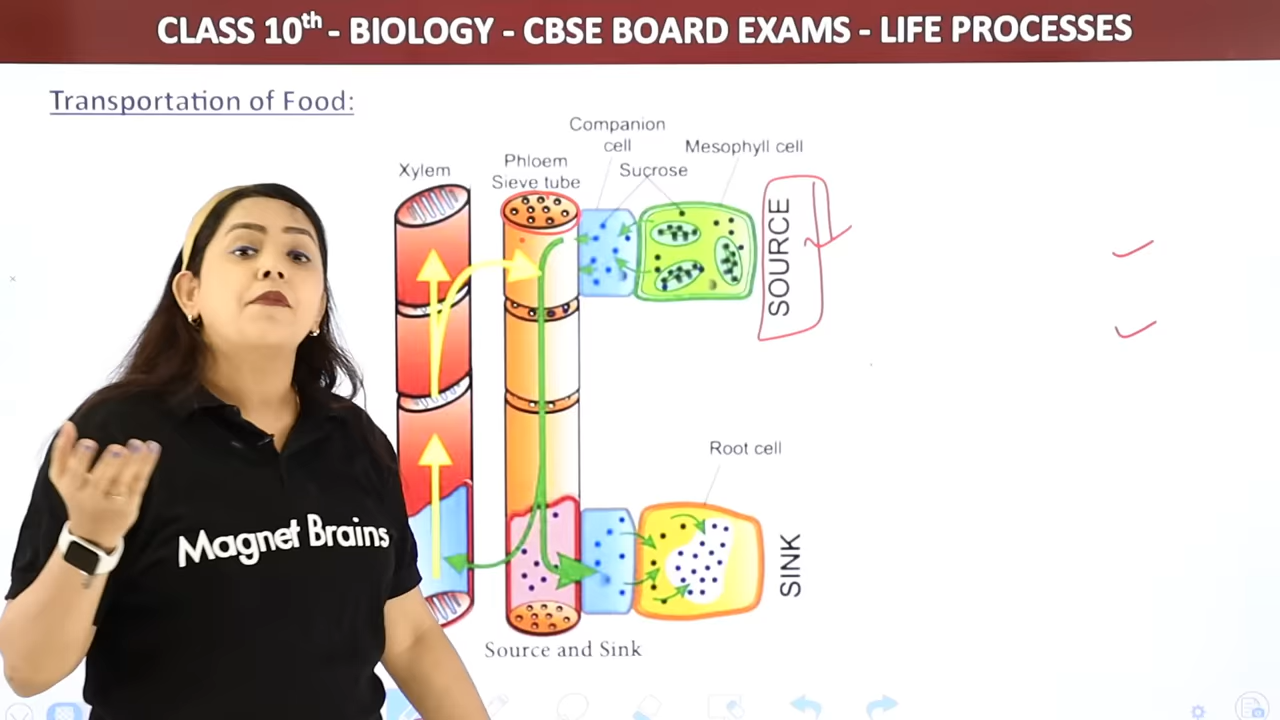 CLASS 10th - BIOLOGY - CBSE BOARD EXAMS - LIFE PROCESSES
Transportation of Food:
Companion
cell
Mesophyll cell
Xylem
Phloem
Sieve tube
Sucrose
SOURCE
Root cell
Magnet Brains
SINK
Source and Sink